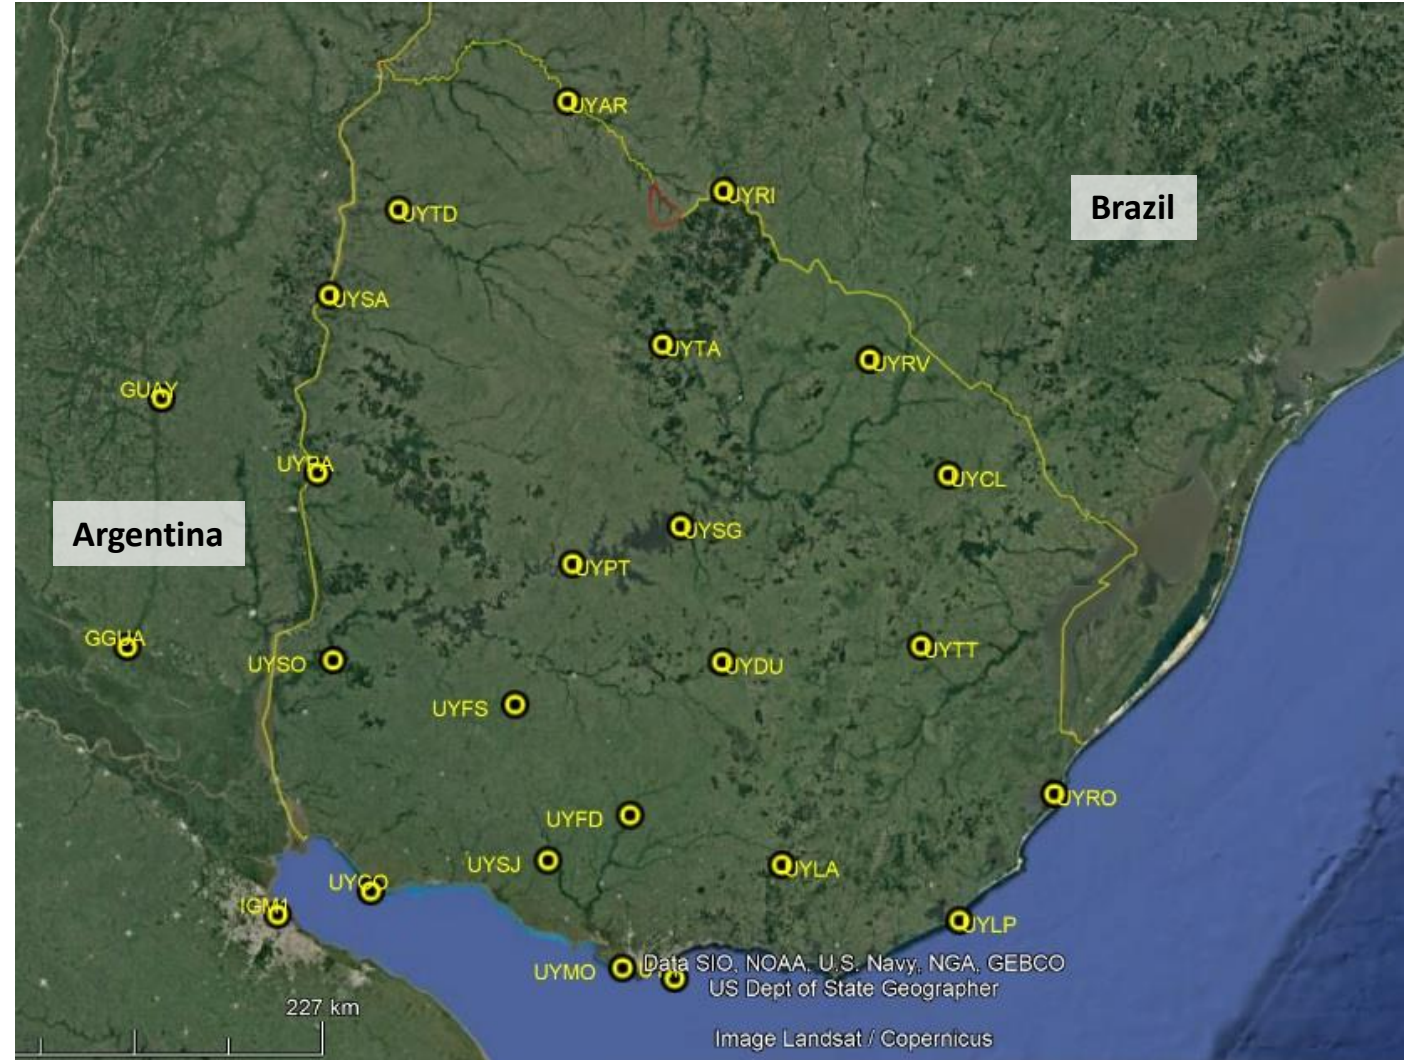 UYAR
UYRI
Brazil
UYTD
UYSA
UYTA
UYRV
GUAY
UYPA
UYCL
Argentina
UYSG
UYPT
GGUA
UYSO
UYDU
UYTT
UYFS
UYRO
UYFD
UYSJ
UYLA
UYCO
IGM1
UYLP
UYMO
Data SIO, NOAA, U.S. Navy, NGA, GEBCO
US Dept of State Geographer
227 km
Image Landsat / Copernicus